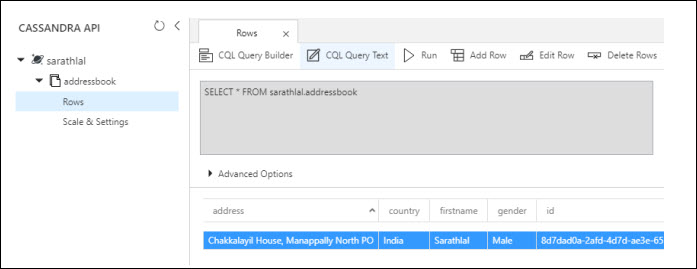 CASSANDRA API
sarathlal
addressbook
Rows
Scale & Settings
Rows
CQL Query Builder CQL Query Text Run Add Row Edit Row Delete Rows
SELECT * FROM sarathlal.addressbook
Advanced Options
address country firstname gender id
Chakkalayil House, Manappally North PO India Sarathlal Male 8d7dad0a-2afd-4d7d-ae3e-65